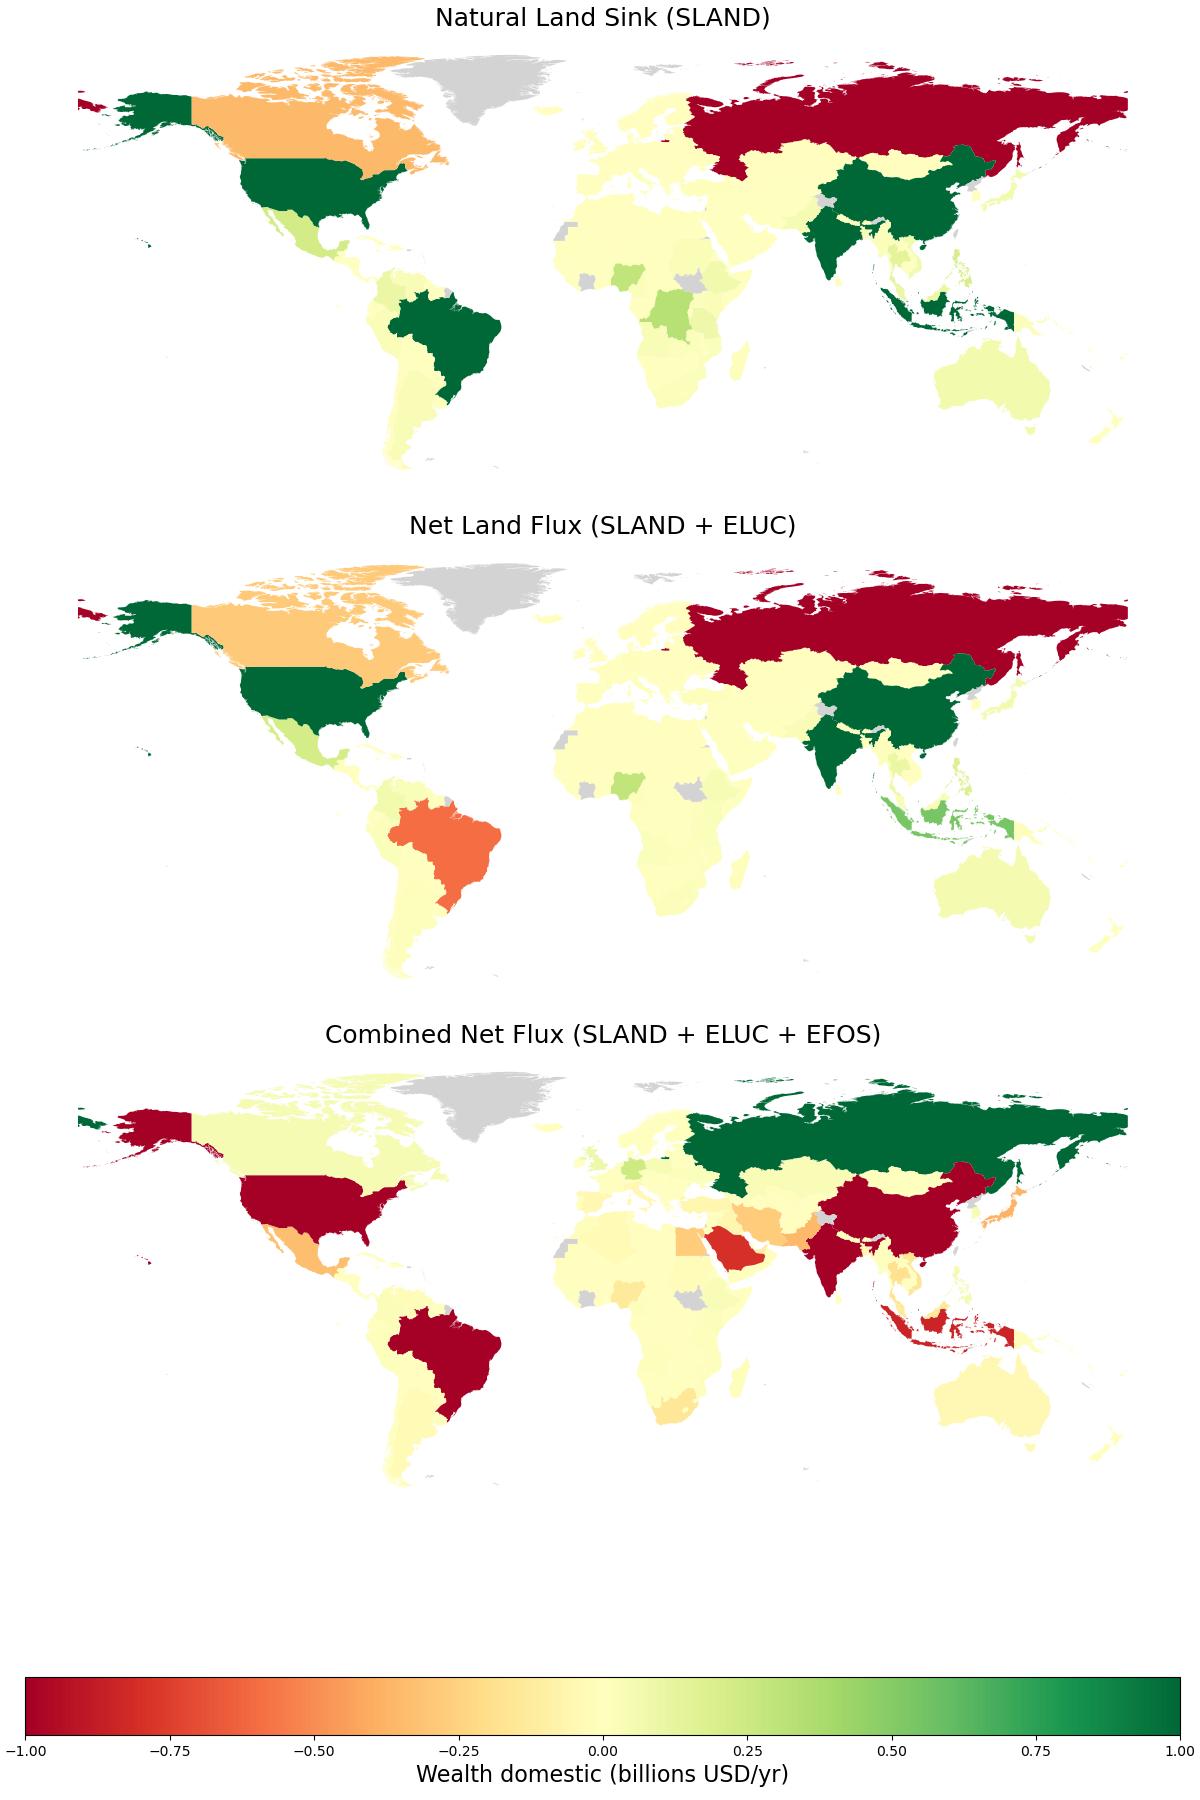 Natural Land Sink (SLAND)
Net Land Flux (SLAND + ELUC)
Combined Net Flux (SLAND + ELUC + EFOS)
−1.00 −0.75 −0.50 −0.25 0.00 0.25 0.50 0.75 1.00
Wealth domestic (billions USD/yr)